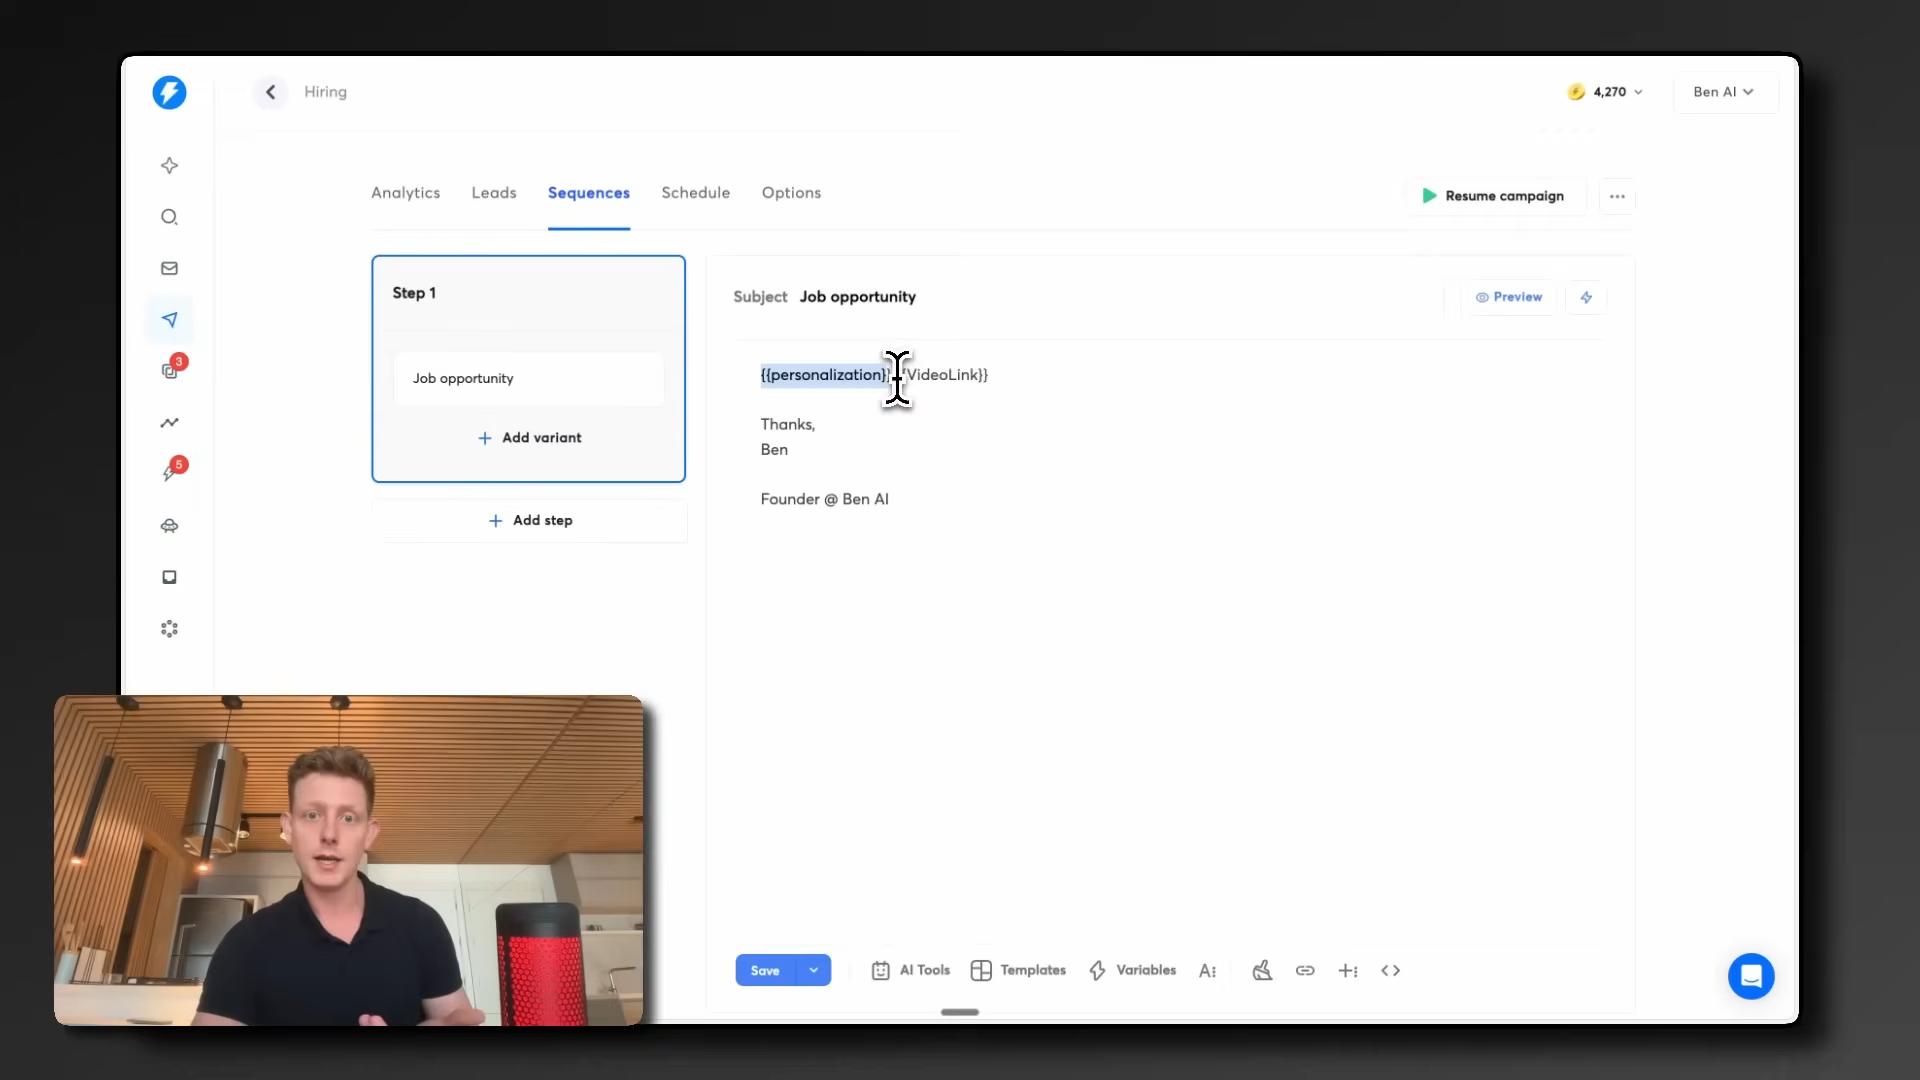 Hiring
4,270
Ben AI
Analytics
Leads
Sequences
Schedule
Options
Resume campaign
Step 1
Subject Job opportunity
Preview
3
{{personalization}} VideoLink}}
Job opportunity
Thanks,
Add variant
Ben
5
Founder @ Ben AI
Add step
Save
AI Tools
Templates
Variables